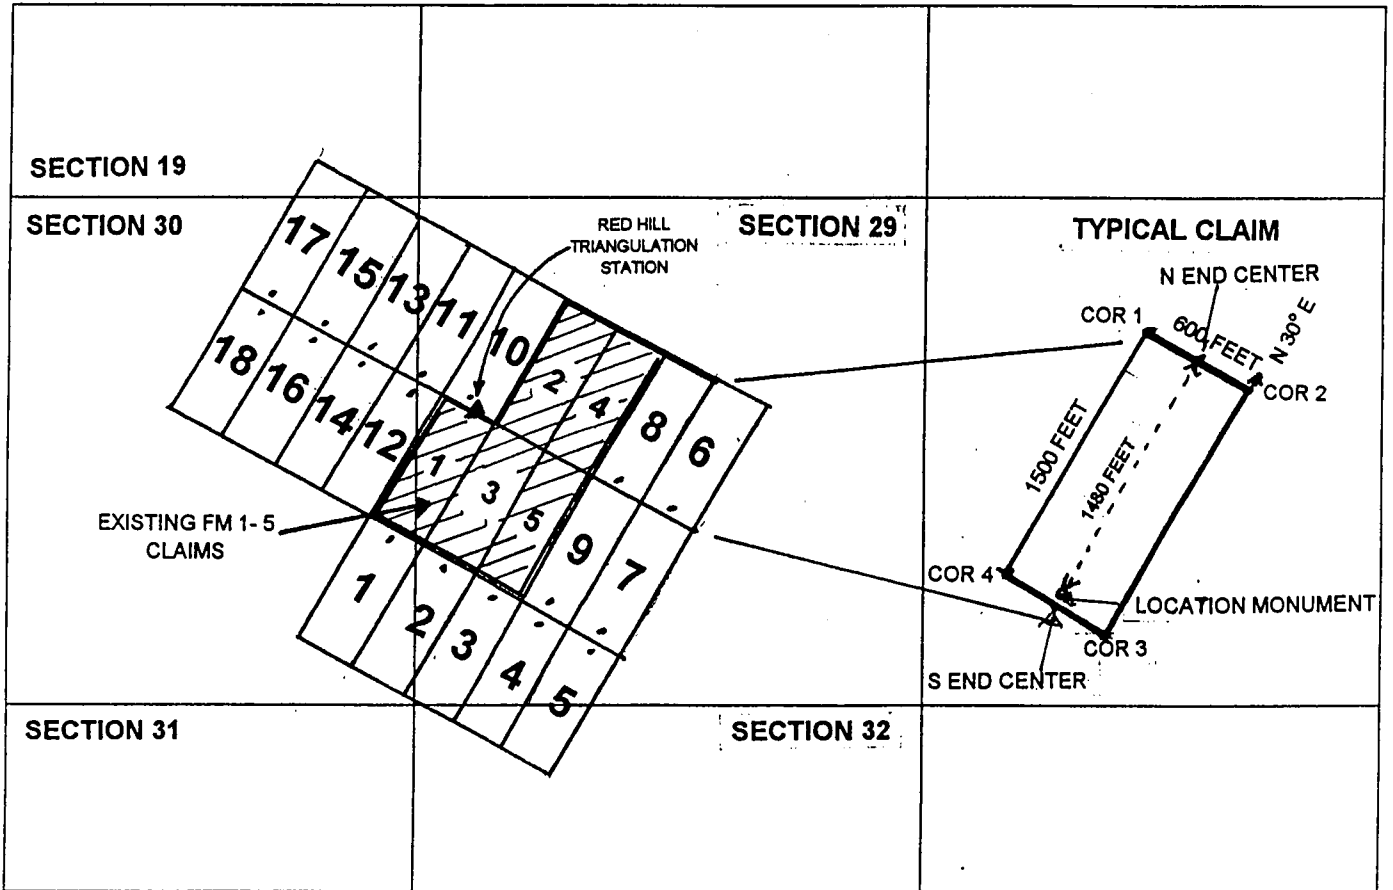 SECTION 19
SECTION 30
RED HILL
TRIANGULATION
STATION
SECTION 29
TYPICAL CLAIM
N END CENTER
COR 1
600 FEET
N 30° E
COR 2
1500 FEET
1480 FEET
COR 4
LOCATION MONUMENT
COR 3
S END CENTER
17
15
13
11
10
2
4
8
6
18
16
14
12
1
3
5
9
7
EXISTING FM 1- 5
CLAIMS
1
2
3
4
5
SECTION 31
SECTION 32